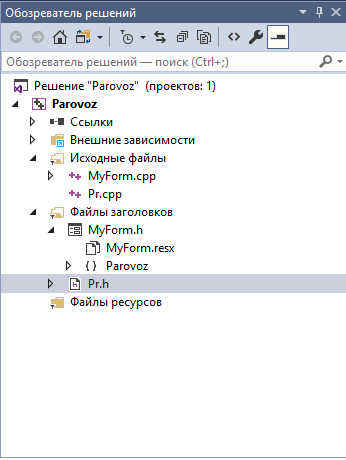 Обозреватель решений
Обозреватель решений — поиск (Ctrl+;)
Решение "Parovoz" (проектов: 1)
Parovoz
Ссылки
Внешние зависимости
Исходные файлы
MyForm.cpp
Pr.cpp
Файлы заголовков
MyForm.h
MyForm.resx
{ } Parovoz
Pr.h
Файлы ресурсов